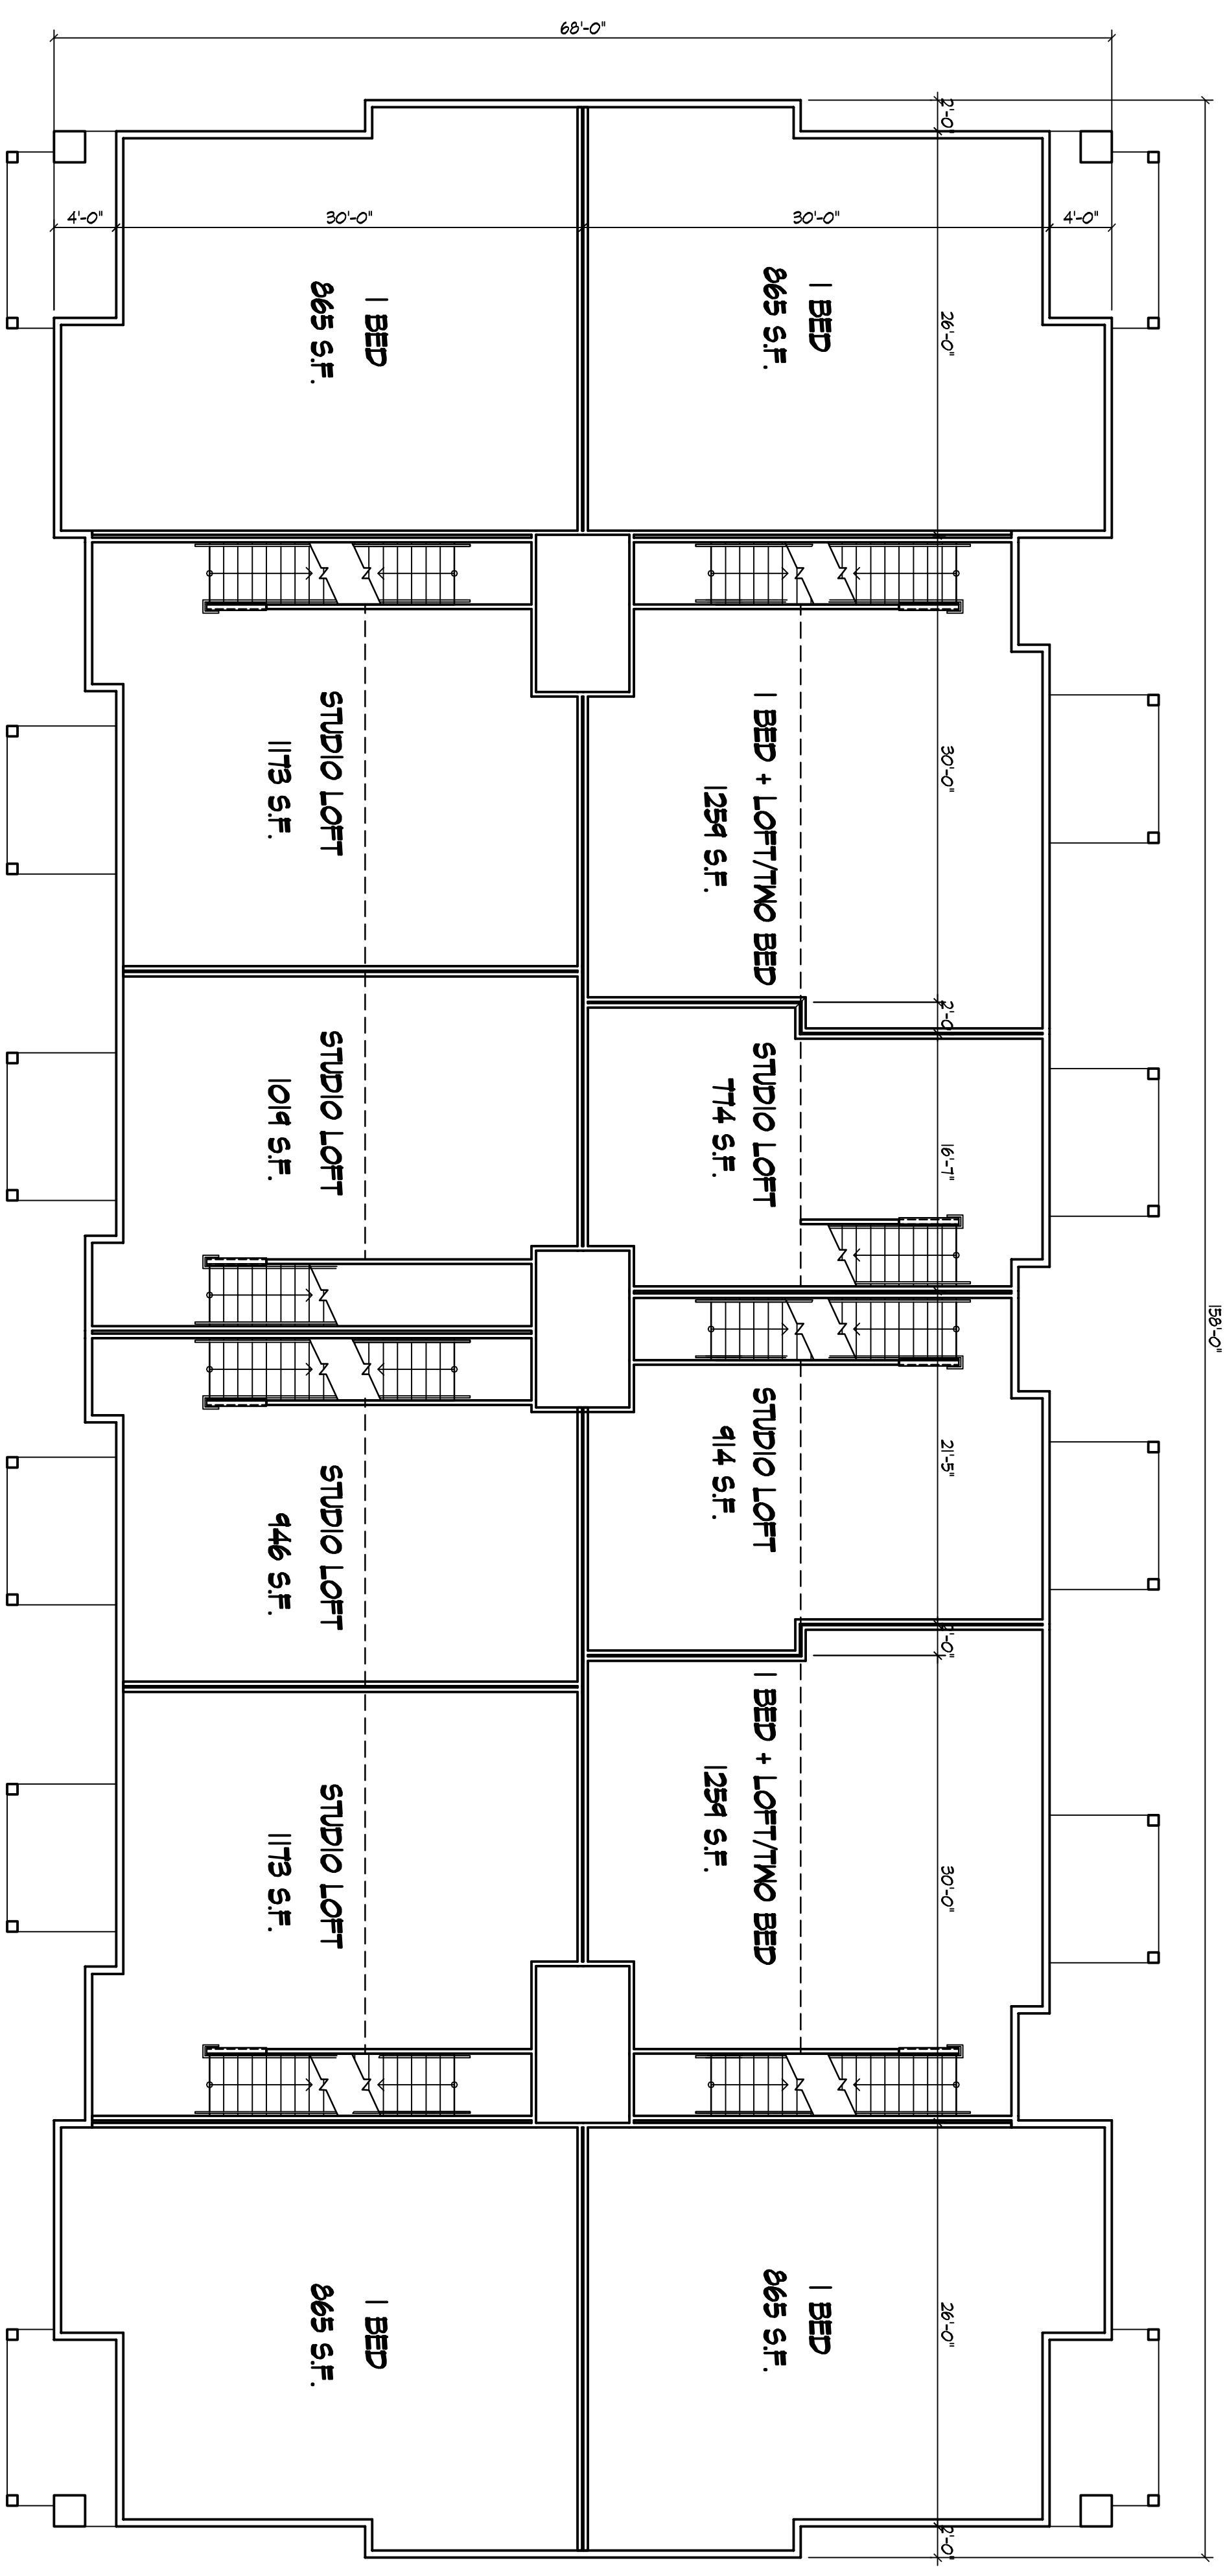 68'-0"
158'-0"
2'-0"
26'-0"
30'-0"
2'-0
16'-7"
21'-5"
2'-0"
30'-0"
26'-0"
2'-0"
4'-0"
30'-0"
30'-0"
4'-0"
1 BED
865 S.F.
1 BED + LOFT/TWO BED
1259 S.F.
STUDIO LOFT
774 S.F.
STUDIO LOFT
914 S.F.
1 BED + LOFT/TWO BED
1259 S.F.
1 BED
865 S.F.
1 BED
865 S.F.
STUDIO LOFT
1173 S.F.
STUDIO LOFT
1019 S.F.
STUDIO LOFT
946 S.F.
STUDIO LOFT
1173 S.F.
1 BED
865 S.F.